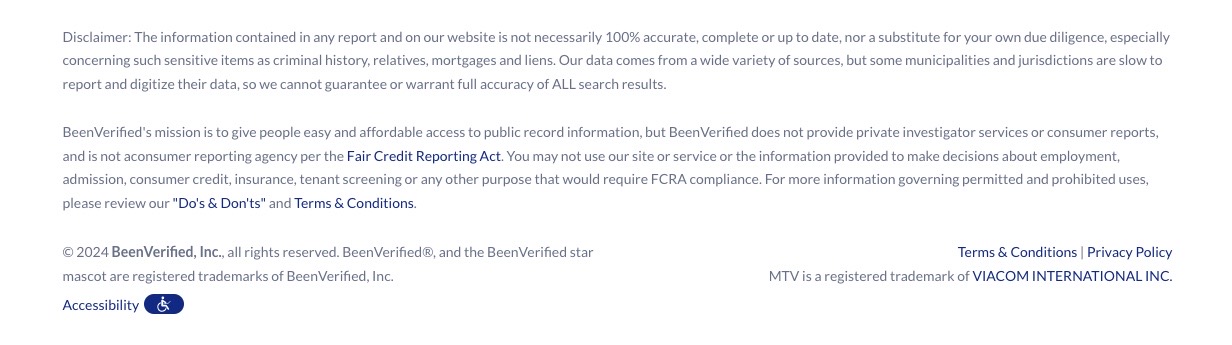 Disclaimer: The information contained in any report and on our website is not necessarily 100% accurate, complete or up to date, nor a substitute for your own due diligence, especially
concerning such sensitive items as criminal history, relatives, mortgages and liens. Our data comes from a wide variety of sources, but some municipalities and jurisdictions are slow to
report and digitize their data, so we cannot guarantee or warrant full accuracy of ALL search results.
BeenVerified's mission is to give people easy and affordable access to public record information, but BeenVerified does not provide private investigator services or consumer reports,
and is not aconsumer reporting agency per the Fair Credit Reporting Act. You may not use our site or service or the information provided to make decisions about employment,
admission, consumer credit, insurance, tenant screening or any other purpose that would require FCRA compliance. For more information governing permitted and prohibited uses,
please review our "Do's & Don'ts" and Terms & Conditions.
© 2024 BeenVerified, Inc., all rights reserved. BeenVerified®, and the BeenVerified star
mascot are registered trademarks of BeenVerified, Inc.
Accessibility
Terms & Conditions | Privacy Policy
MTV is a registered trademark of VIACOM INTERNATIONAL INC.